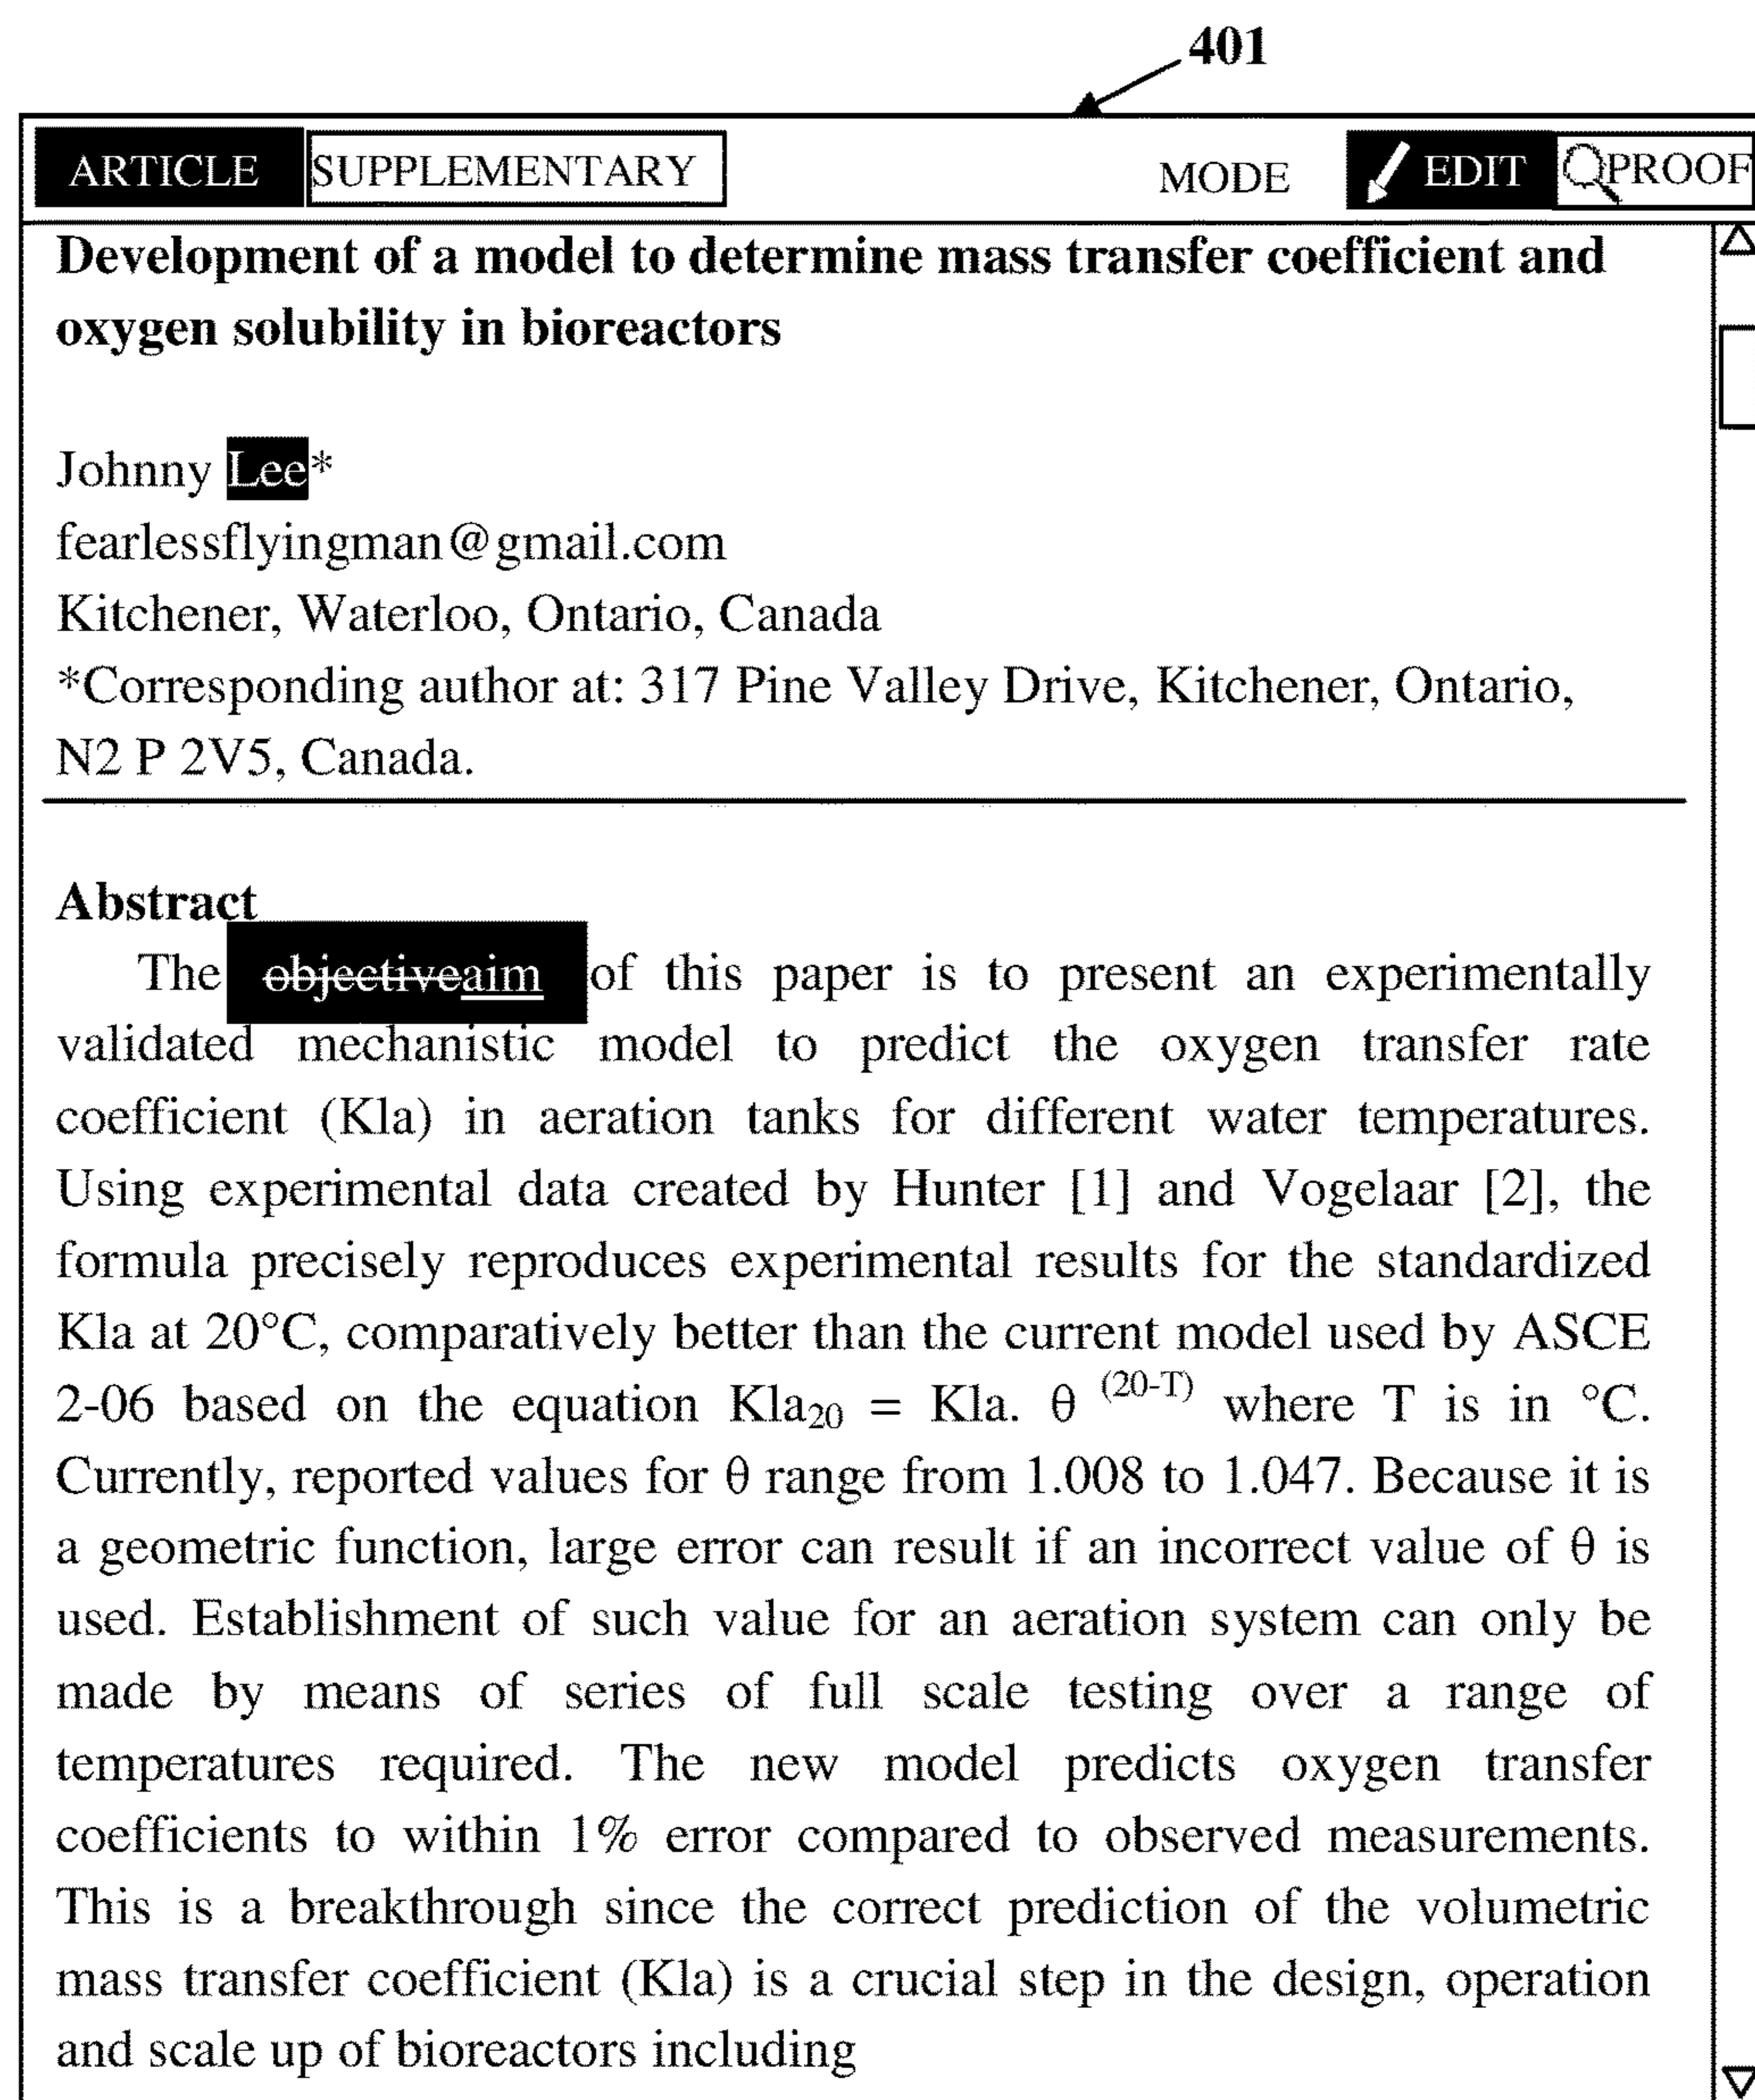 401
ARTICLE SUPPLEMENTARY MODE EDIT PROOF
Development of a model to determine mass transfer coefficient and
oxygen solubility in bioreactors
Johnny Lee*
fearlessflyingman@gmail.com
Kitchener, Waterloo, Ontario, Canada
*Corresponding author at: 317 Pine Valley Drive, Kitchener, Ontario,
N2 P 2V5, Canada.
Abstract
The objectiveaim of this paper is to present an experimentally
validated mechanistic model to predict the oxygen transfer rate
coefficient (Kla) in aeration tanks for different water temperatures.
Using experimental data created by Hunter [1] and Vogelaar [2], the
formula precisely reproduces experimental results for the standardized
Kla at 20°C, comparatively better than the current model used by ASCE
2-06 based on the equation Kla₂₀ = Kla. θ ⁽²⁰⁻ᵀ⁾ where T is in °C.
Currently, reported values for θ range from 1.008 to 1.047. Because it is
a geometric function, large error can result if an incorrect value of θ is
used. Establishment of such value for an aeration system can only be
made by means of series of full scale testing over a range of
temperatures required. The new model predicts oxygen transfer
coefficients to within 1% error compared to observed measurements.
This is a breakthrough since the correct prediction of the volumetric
mass transfer coefficient (Kla) is a crucial step in the design, operation
and scale up of bioreactors including